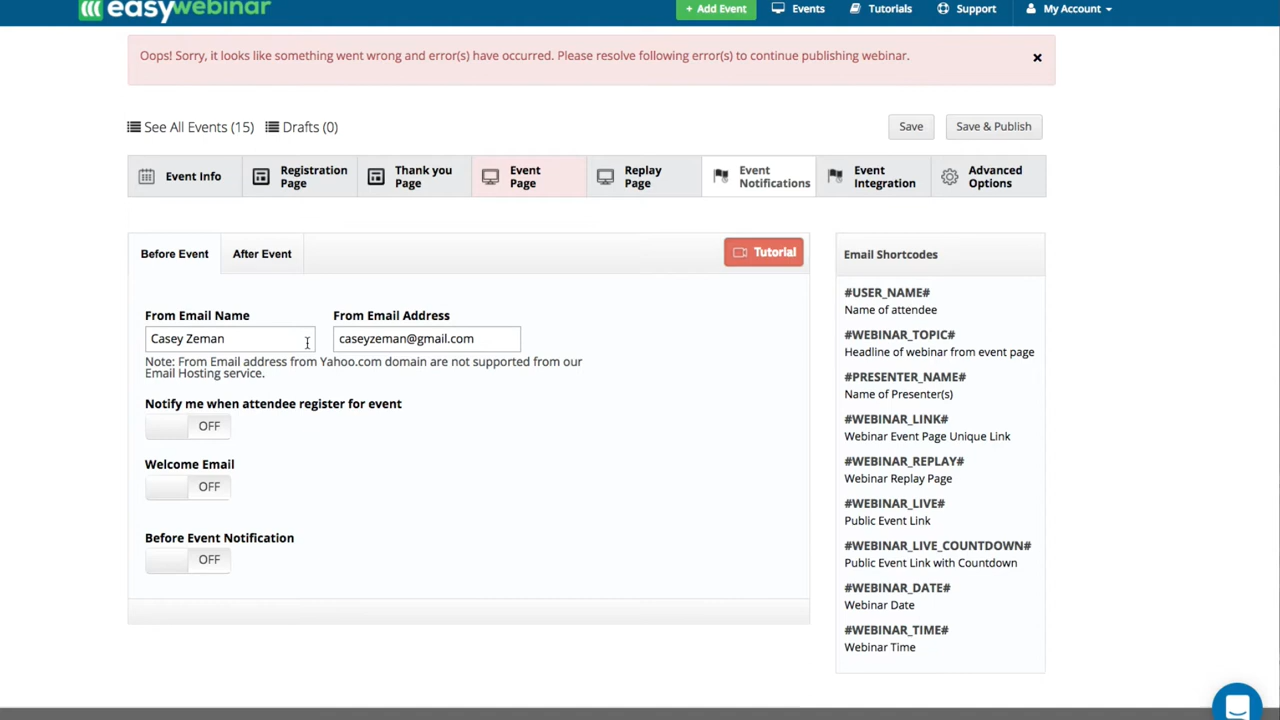 easywebinar
+ Add Event
Events
Tutorials
Support
My Account
Oops! Sorry, it looks like something went wrong and error(s) have occurred. Please resolve following error(s) to continue publishing webinar.
×
See All Events (15)
Drafts (0)
Save
Save & Publish
Event Info
Registration
Page
Thank you
Page
Event
Page
Replay
Page
Event
Notifications
Event
Integration
Advanced
Options
Before Event
After Event
Tutorial
From Email Name
From Email Address
Casey Zeman
caseyzeman@gmail.com
Note: From Email address from Yahoo.com domain are not supported from our
Email Hosting service.
Notify me when attendee register for event
OFF
Welcome Email
OFF
Before Event Notification
OFF
Email Shortcodes
#USER_NAME#
Name of attendee
#WEBINAR_TOPIC#
Headline of webinar from event page
#PRESENTER_NAME#
Name of Presenter(s)
#WEBINAR_LINK#
Webinar Event Page Unique Link
#WEBINAR_REPLAY#
Webinar Replay Page
#WEBINAR_LIVE#
Public Event Link
#WEBINAR_LIVE_COUNTDOWN#
Public Event Link with Countdown
#WEBINAR_DATE#
Webinar Date
#WEBINAR_TIME#
Webinar Time